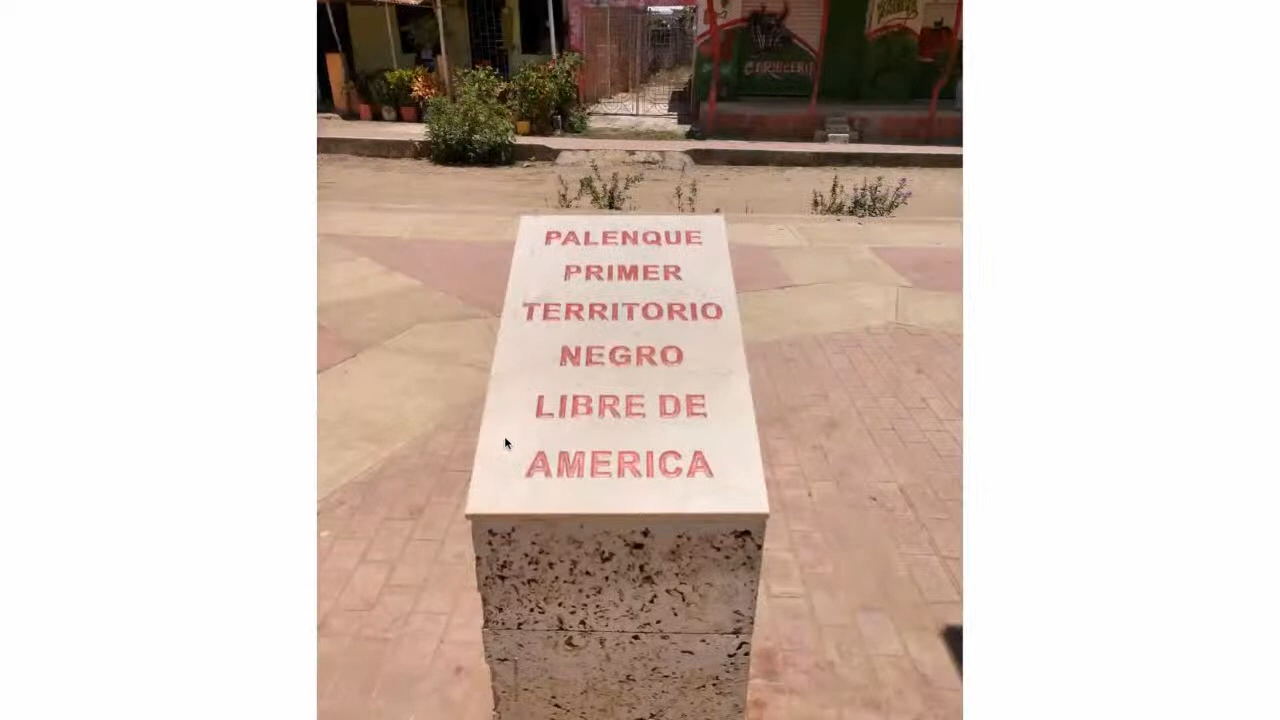 PALENQUE
PRIMER
TERRITORIO
NEGRO
LIBRE DE
AMERICA